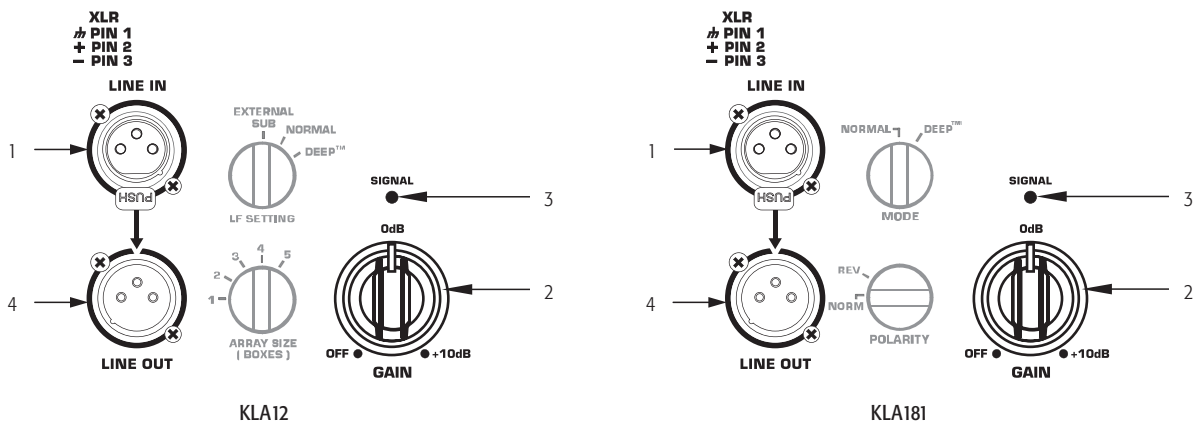 XLR
PIN 1
+ PIN 2
− PIN 3
LINE IN
1
PUSH
EXTERNAL
SUB
NORMAL
DEEP™
LF SETTING
SIGNAL
3
0dB
2
OFF
+10dB
GAIN
1
2
3
4
5
ARRAY SIZE
( BOXES )
4
LINE OUT
KLA12
XLR
PIN 1
+ PIN 2
− PIN 3
LINE IN
1
PUSH
NORMAL
DEEP™
MODE
SIGNAL
3
0dB
2
OFF
+10dB
GAIN
REV
NORM
POLARITY
4
LINE OUT
KLA181